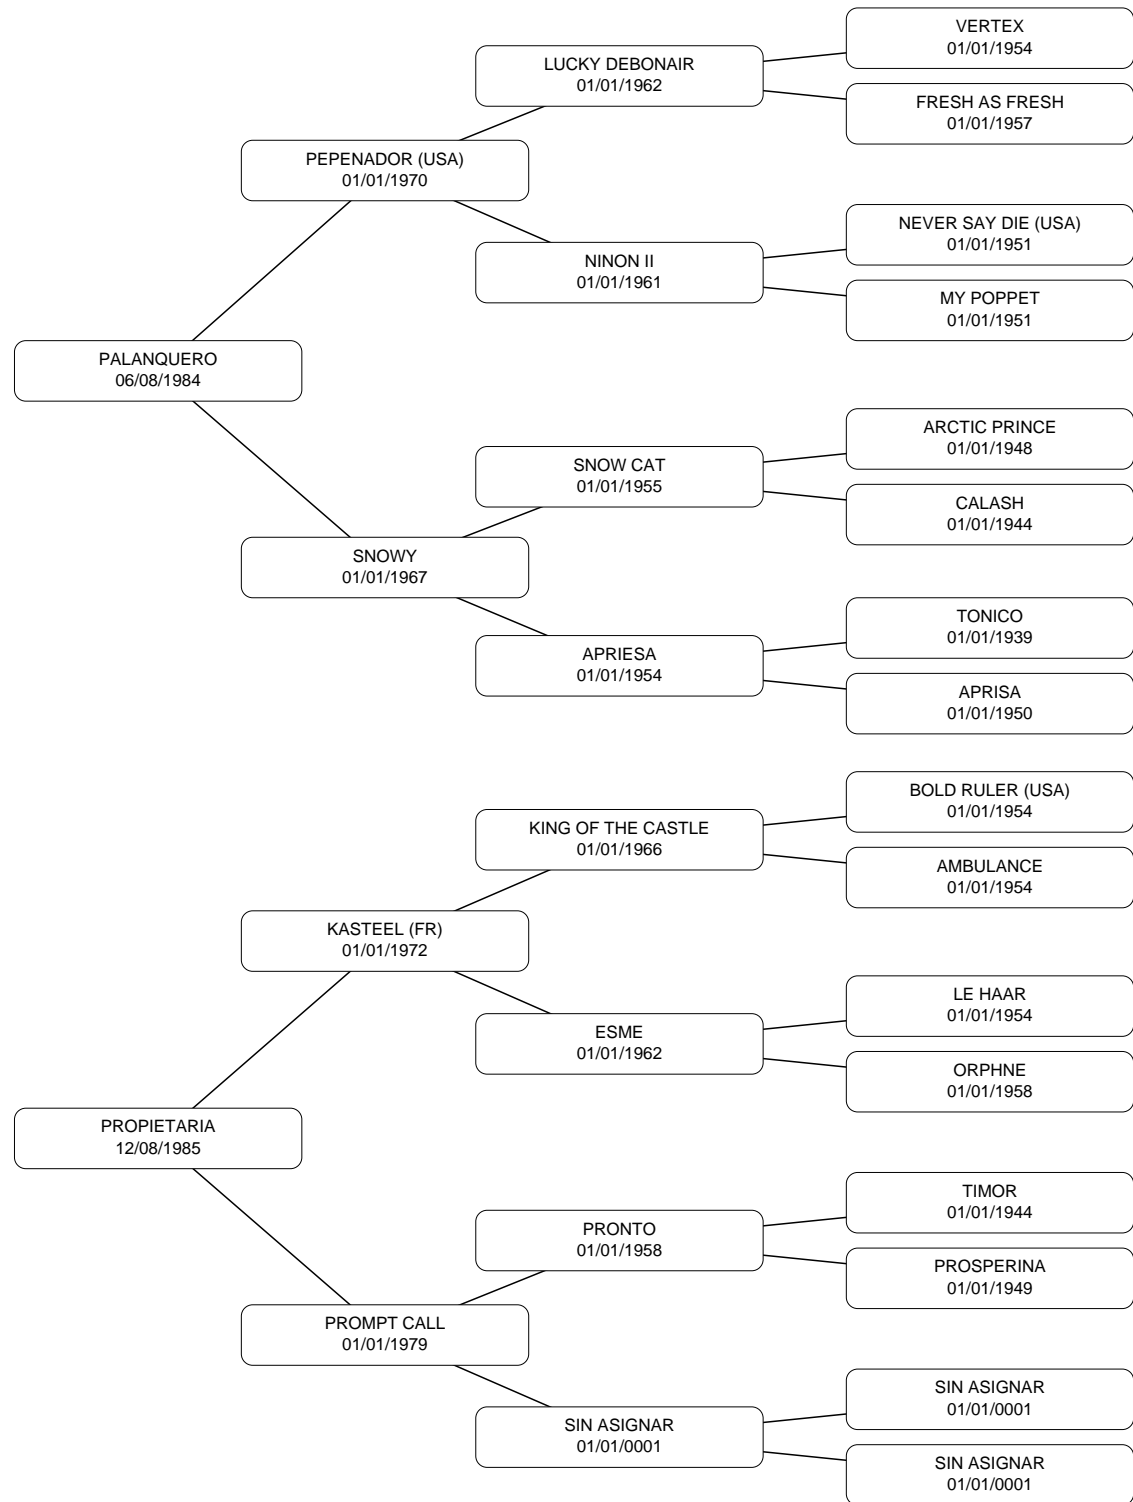 VERTEX
01/01/1954
LUCKY DEBONAIR
01/01/1962
FRESH AS FRESH
01/01/1957
PEPENADOR (USA)
01/01/1970
NEVER SAY DIE (USA)
01/01/1951
NINON II
01/01/1961
MY POPPET
01/01/1951
PALANQUERO
06/08/1984
ARCTIC PRINCE
01/01/1948
SNOW CAT
01/01/1955
CALASH
01/01/1944
SNOWY
01/01/1967
TONICO
01/01/1939
APRIESA
01/01/1954
APRISA
01/01/1950
BOLD RULER (USA)
01/01/1954
KING OF THE CASTLE
01/01/1966
AMBULANCE
01/01/1954
KASTEEL (FR)
01/01/1972
LE HAAR
01/01/1954
ESME
01/01/1962
ORPHNE
01/01/1958
PROPIETARIA
12/08/1985
TIMOR
01/01/1944
PRONTO
01/01/1958
PROSPERINA
01/01/1949
PROMPT CALL
01/01/1979
SIN ASIGNAR
01/01/0001
SIN ASIGNAR
01/01/0001
SIN ASIGNAR
01/01/0001